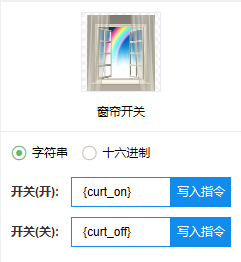 窗帘开关
字符串 十六进制
开关(开): {curt_on} 写入指令
开关(关): {curt_off} 写入指令